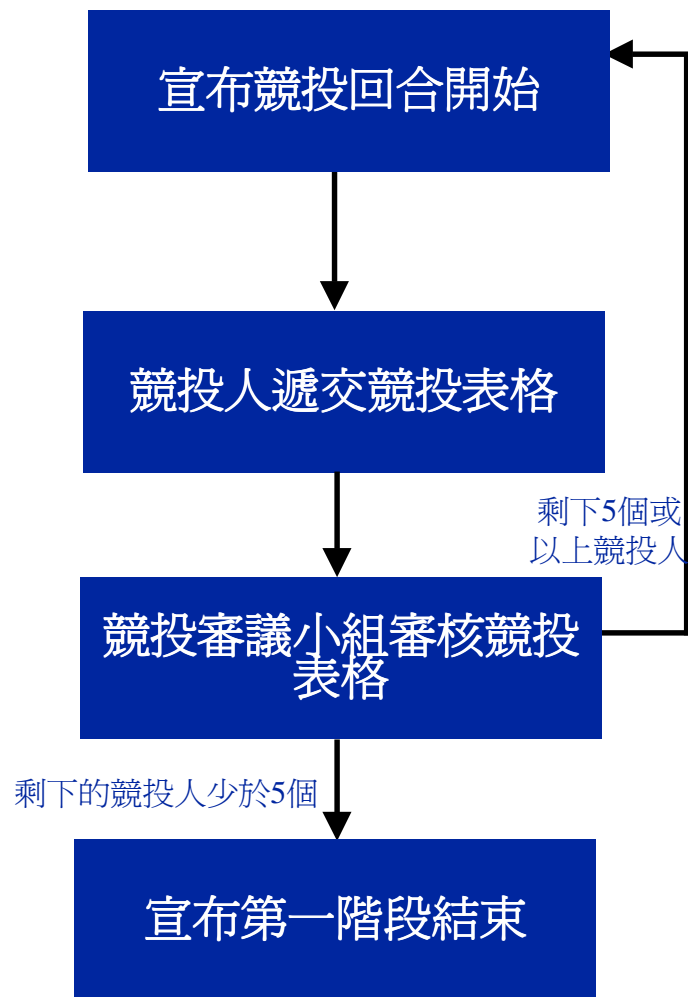 宣布競投回合開始
競投人遞交競投表格
剩下5個或
以上競投人
競投審議小組審核競投
表格
剩下的競投人少於5個
宣布第一階段結束